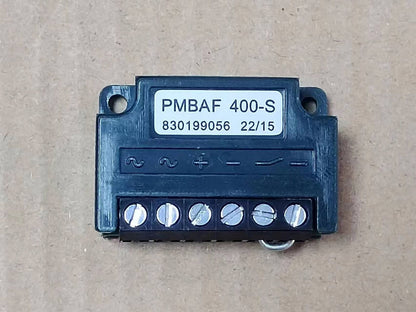 PMBAF 400-S
830199056 22/15
~ ~ + – –